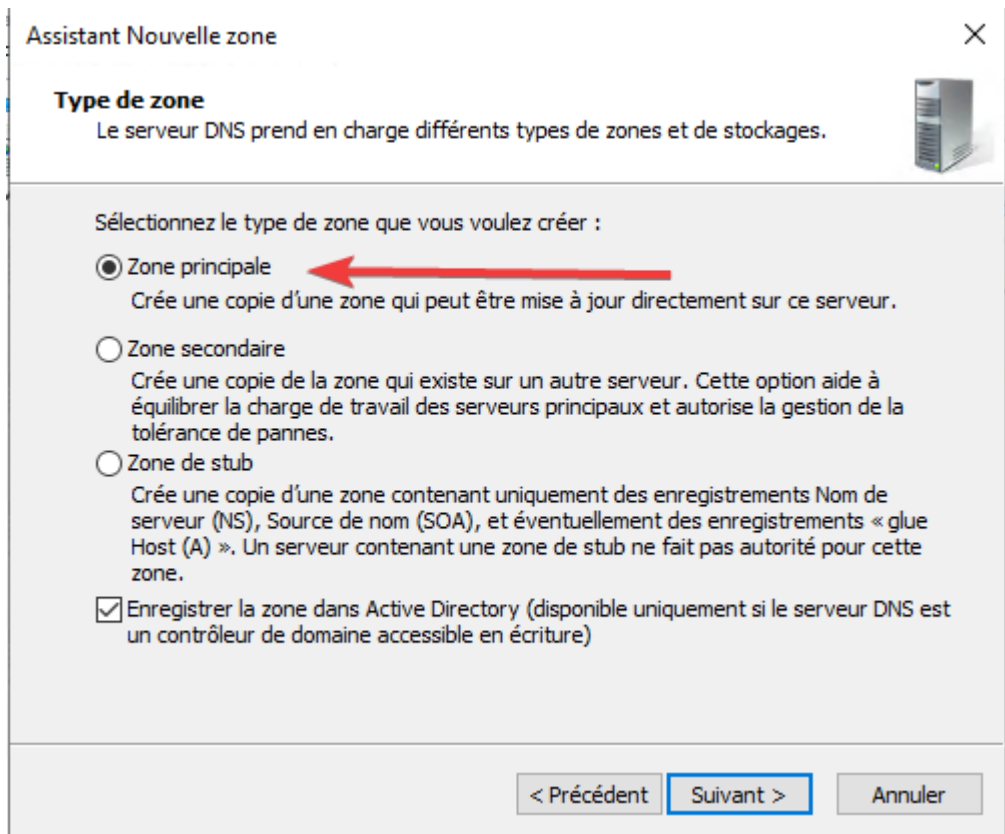 Assistant Nouvelle zone
Type de zone
Le serveur DNS prend en charge différents types de zones et de stockages.
Sélectionnez le type de zone que vous voulez créer :
Zone principale
Crée une copie d’une zone qui peut être mise à jour directement sur ce serveur.
Zone secondaire
Crée une copie de la zone qui existe sur un autre serveur. Cette option aide à
équilibrer la charge de travail des serveurs principaux et autorise la gestion de la
tolérance de pannes.
Zone de stub
Crée une copie d’une zone contenant uniquement des enregistrements Nom de
serveur (NS), Source de nom (SOA), et éventuellement des enregistrements « glue
Host (A) ». Un serveur contenant une zone de stub ne fait pas autorité pour cette
zone.
Enregistrer la zone dans Active Directory (disponible uniquement si le serveur DNS est
un contrôleur de domaine accessible en écriture)
< Précédent Suivant > Annuler